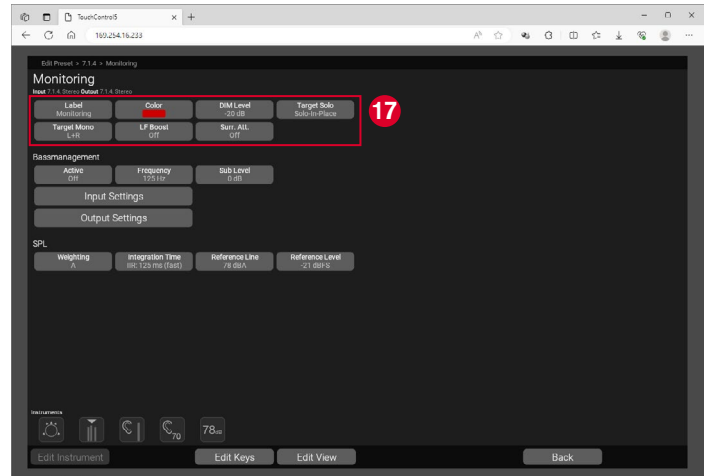 TouchControl5
169.254.16.233
Edit Preset > 7.1.4 > Monitoring
Monitoring
Input 7.1.4, Stereo Output 7.1.4, Stereo
Label Color DIM Level Target Solo
Monitoring -20 dB Solo-In-Place
17
Target Mono LF Boost Surr. Att.
L+R Off Off
Bassmanagement
Active Frequency Sub Level
Off 125 Hz 0 dB
Input Settings
Output Settings
SPL
Weighting Integration Time Reference Line Reference Level
A IIR: 125 ms (fast) 78 dBA -21 dBFS
Instruments
70 78dB
Edit Instrument Edit Keys Edit View Back